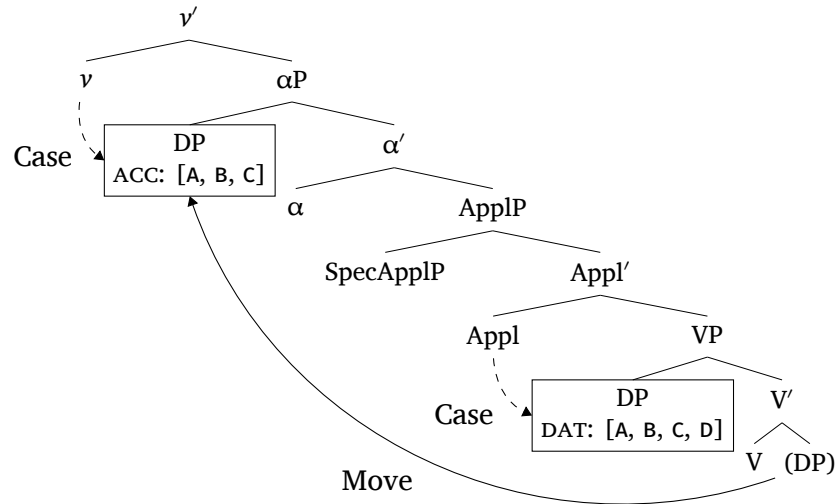 v′
v αP
DP
ACC: [A, B, C]
Case
α′
α ApplP
SpecApplP Appl′
Appl VP
DP
DAT: [A, B, C, D]
Case
V′
V (DP)
Move